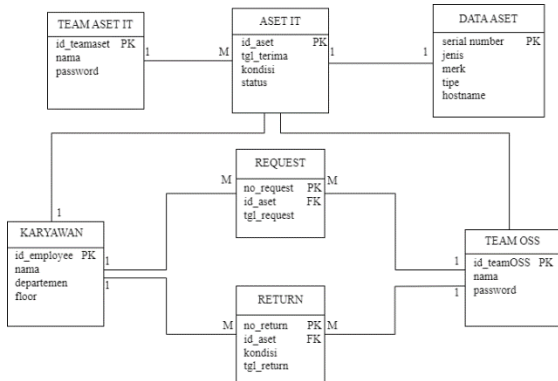 TEAM ASET IT
id_teamaset PK
nama
password
1
M
ASET IT
id_aset PK
tgl_terima
kondisi
status
1
1
DATA ASET
serial number PK
jenis
merk
tipe
hostname
REQUEST
no_request PK
id_aset FK
tgl_request
M
M
1
KARYAWAN
id_employee PK
nama
departemen
floor
1
1
TEAM OSS
id_teamOSS PK
nama
password
1
1
RETURN
no_return PK
id_aset FK
kondisi
tgl_return
M
M